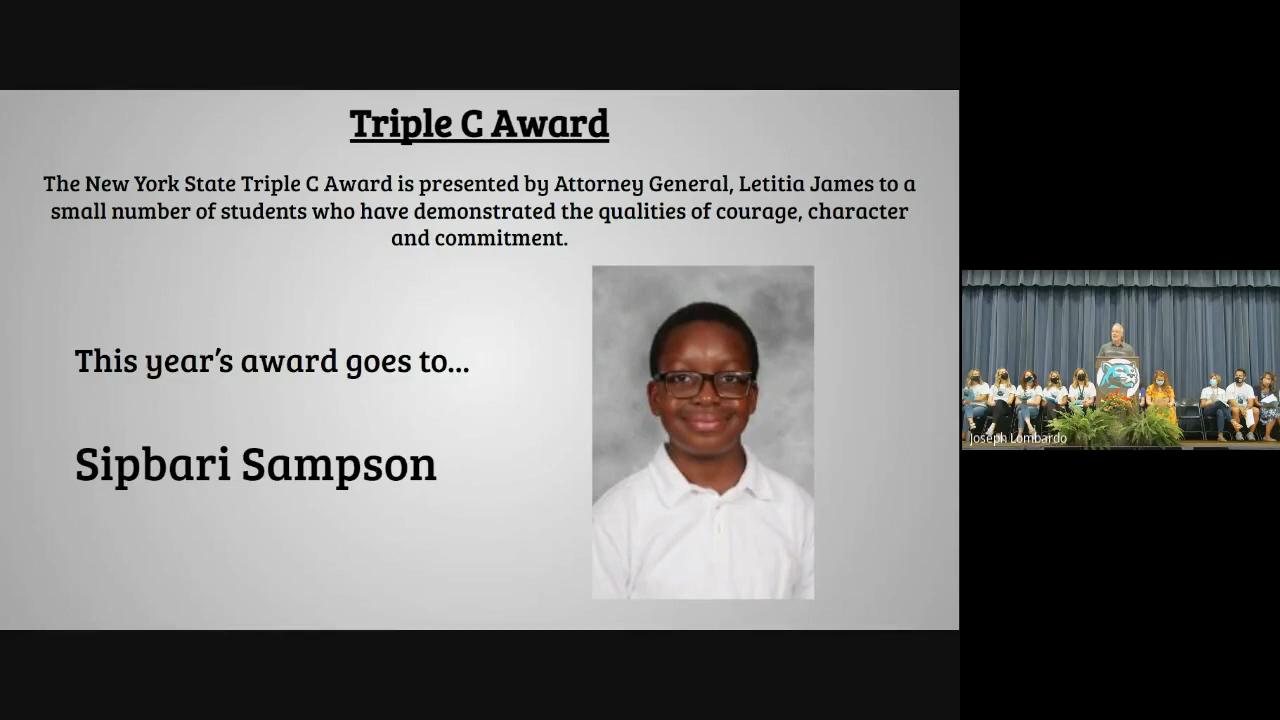 Triple C Award
The New York State Triple C Award is presented by Attorney General, Letitia James to a
small number of students who have demonstrated the qualities of courage, character
and commitment.
This year's award goes to...
Sipbari Sampson
Joseph Lombardo